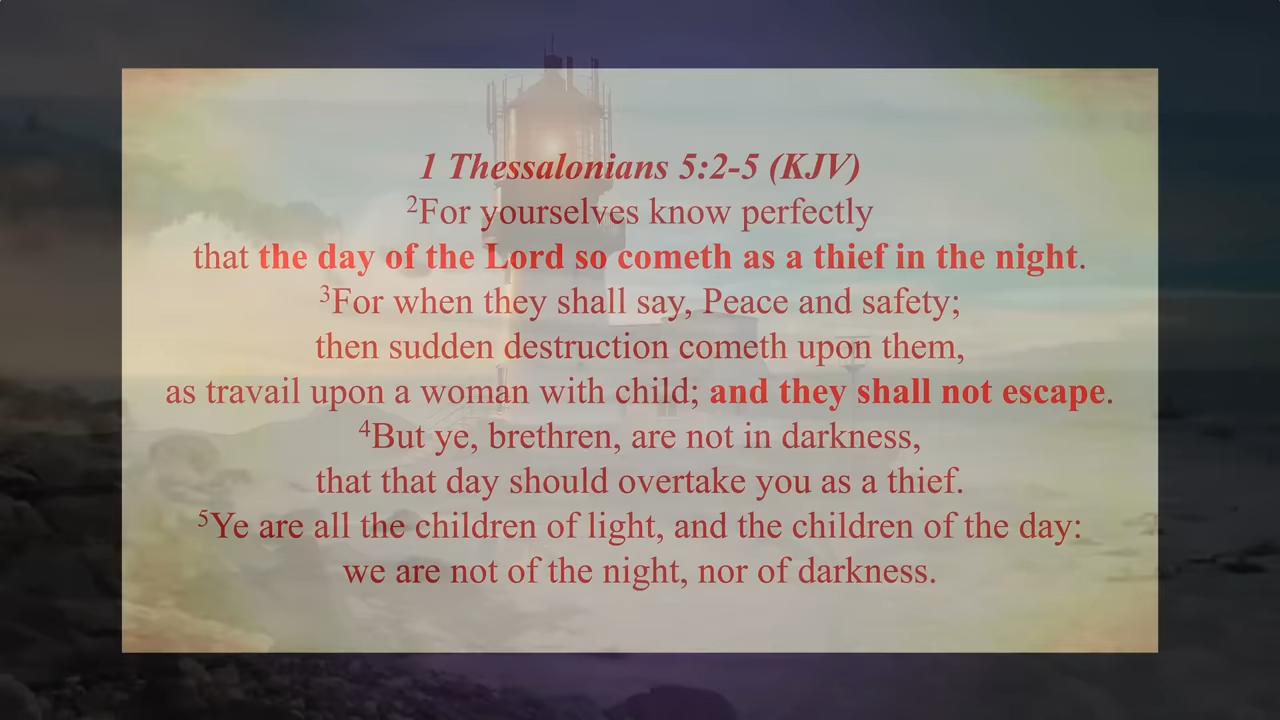 1 Thessalonians 5:2-5 (KJV)
²For yourselves know perfectly
that the day of the Lord so cometh as a thief in the night.
³For when they shall say, Peace and safety;
then sudden destruction cometh upon them,
as travail upon a woman with child; and they shall not escape.
⁴But ye, brethren, are not in darkness,
that that day should overtake you as a thief.
⁵Ye are all the children of light, and the children of the day:
we are not of the night, nor of darkness.